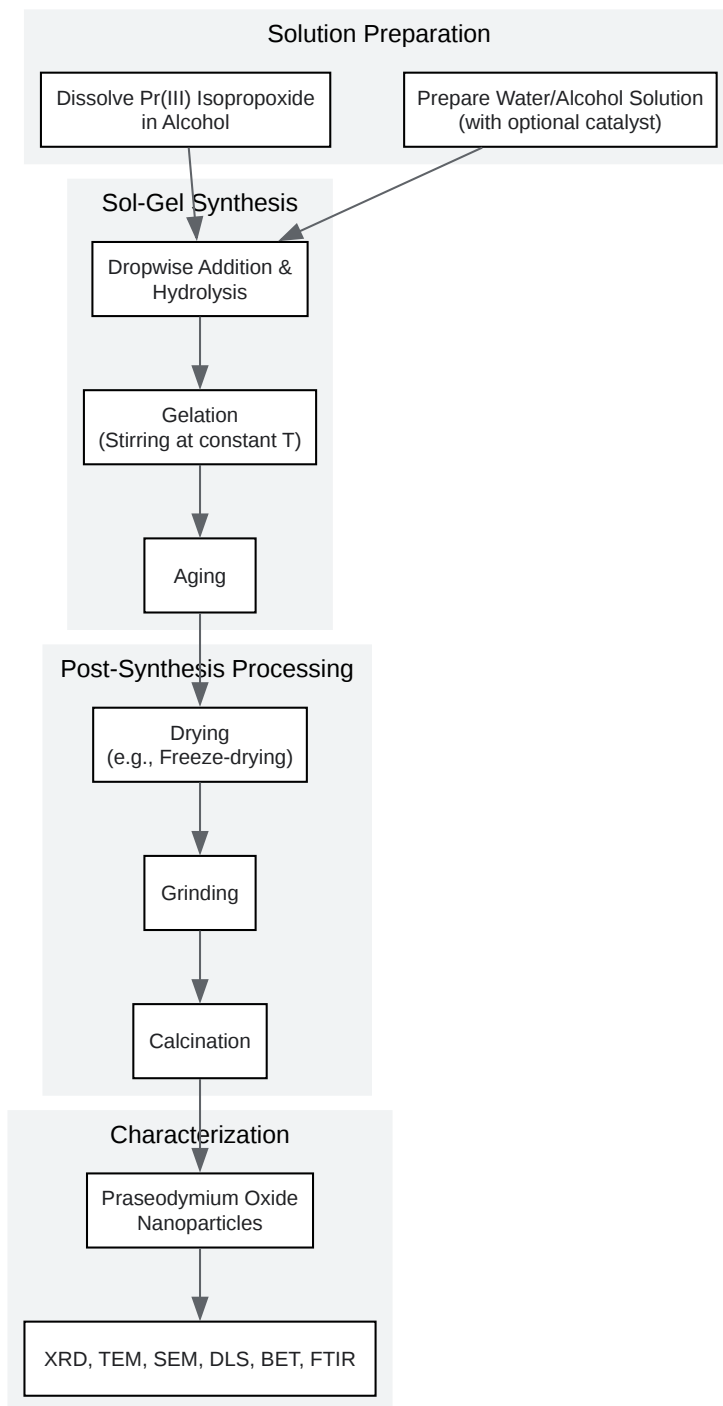 Solution Preparation
Dissolve Pr(III) Isopropoxide
in Alcohol
Prepare Water/Alcohol Solution
(with optional catalyst)
Sol-Gel Synthesis
Dropwise Addition &
Hydrolysis
Gelation
(Stirring at constant T)
Aging
Post-Synthesis Processing
Drying
(e.g., Freeze-drying)
Grinding
Calcination
Characterization
Praseodymium Oxide
Nanoparticles
XRD, TEM, SEM, DLS, BET, FTIR